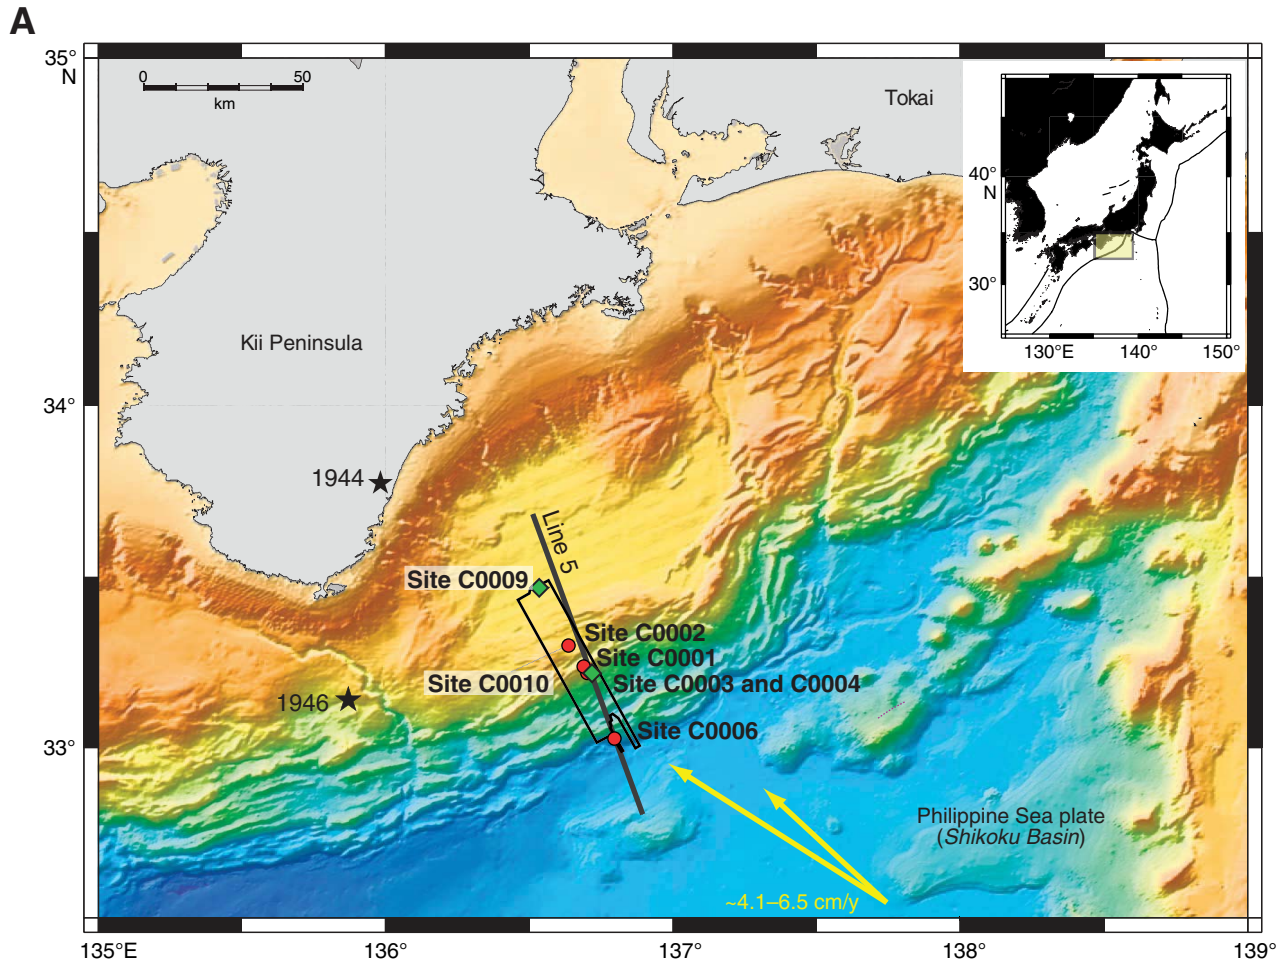 A
35°
N
0 50
km
Tokai
40°
N
30°
130°E 140° 150°
Kii Peninsula
34°
1944
Line 5
Site C0009
Site C0002
Site C0001
Site C0010
Site C0003 and C0004
1946
Site C0006
33°
Philippine Sea plate
(Shikoku Basin)
~4.1–6.5 cm/y
135°E 136° 137° 138° 139°